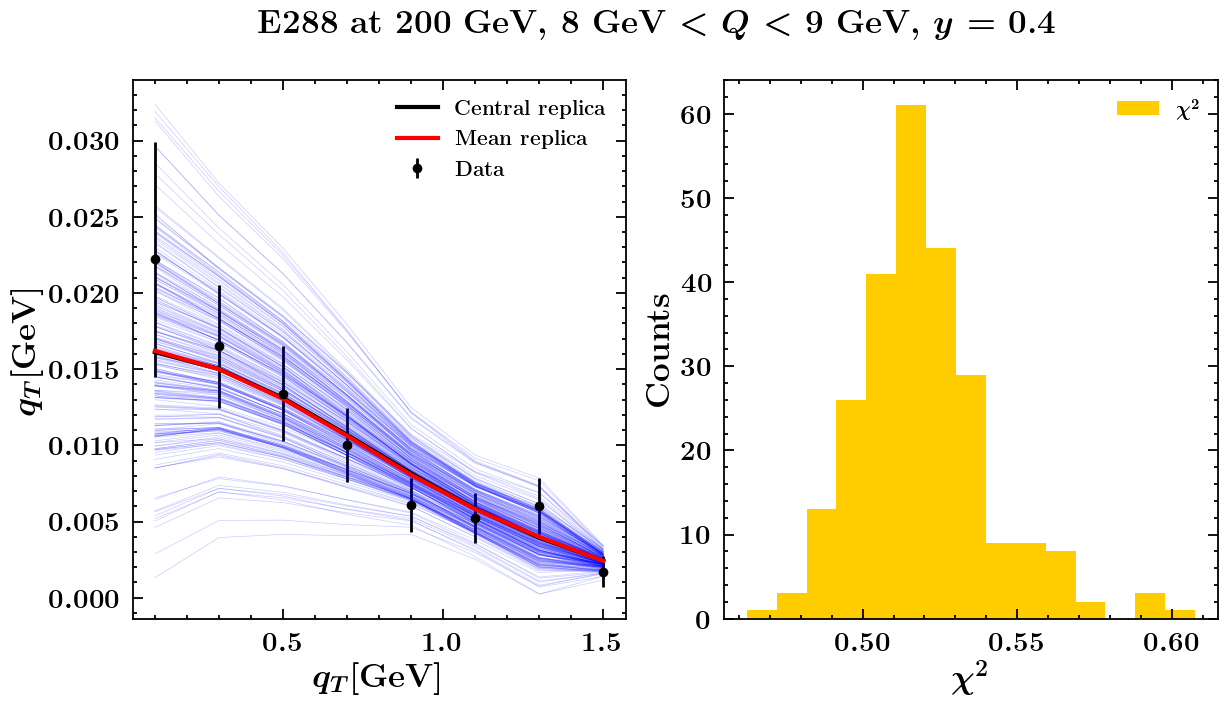 E288 at 200 GeV, 8 GeV < Q < 9 GeV, y = 0.4
Central replica
Mean replica
Data
0.030
0.025
0.020
0.015
0.010
0.005
0.000
q_T[GeV]
0.5
1.0
1.5
q_T[GeV]
χ²
60
50
40
30
20
10
0
Counts
0.50
0.55
0.60
χ²